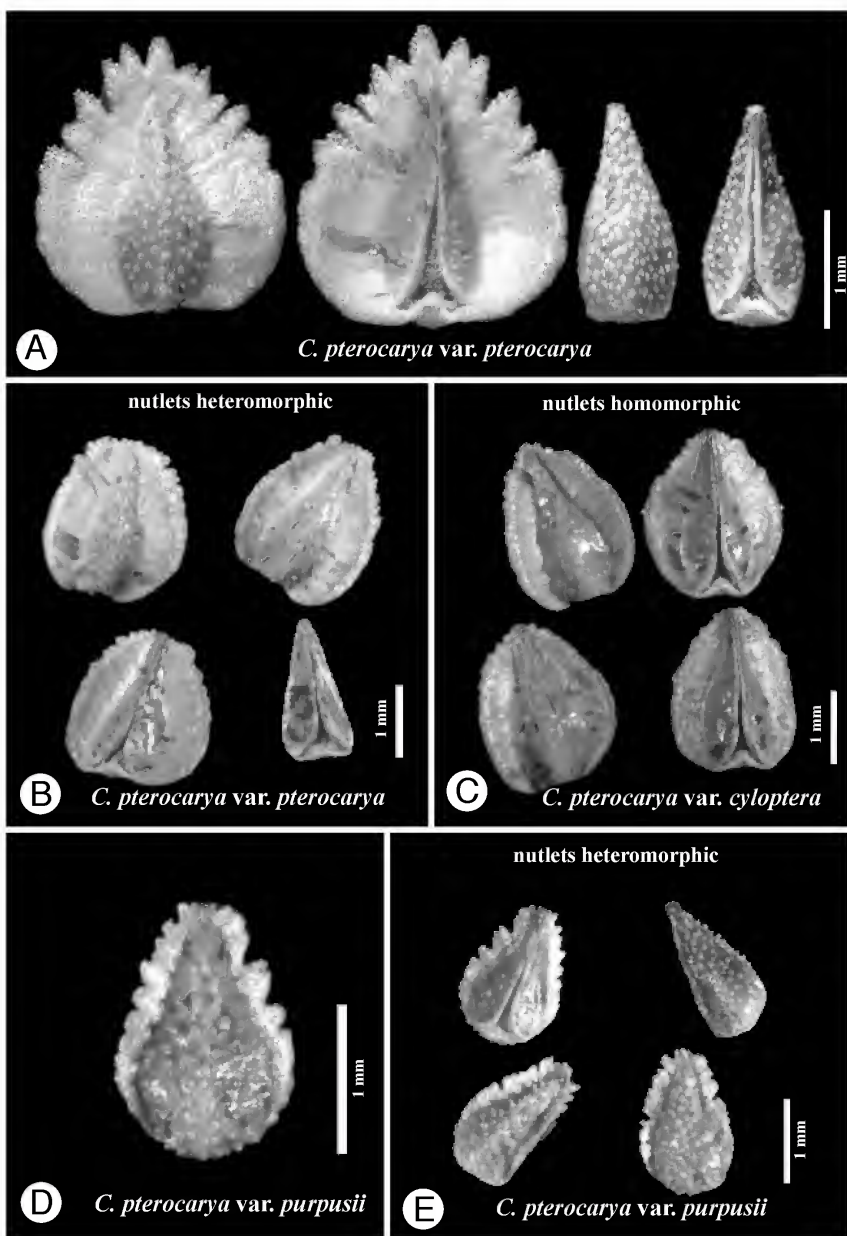 1 mm
A
C. pterocarya var. pterocarya
nutlets heteromorphic
1 mm
B
C. pterocarya var. pterocarya
nutlets homomorphic
1 mm
C
C. pterocarya var. cyloptera
1 mm
D
C. pterocarya var. purpusii
nutlets heteromorphic
1 mm
E
C. pterocarya var. purpusii